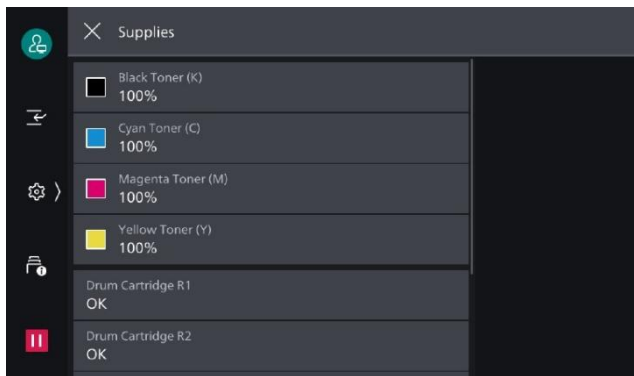 Supplies
Black Toner (K)
100%
Cyan Toner (C)
100%
Magenta Toner (M)
100%
Yellow Toner (Y)
100%
Drum Cartridge R1
OK
Drum Cartridge R2
OK